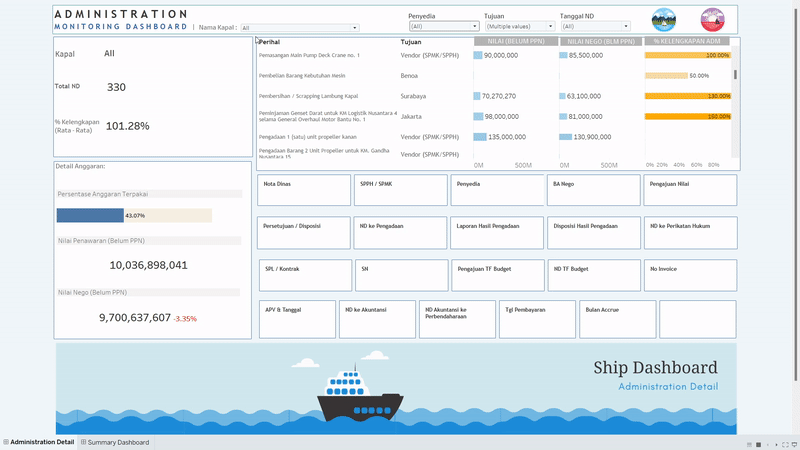 ADMINISTRATION
MONITORING DASHBOARD | Nama Kapal : All
Penyedia
(All)
Tujuan
(Multiple values)
Tanggal ND
(All)
Kapal All
Total ND 330
% Kelengkapan (Rata - Rata) 101.28%
Perihal Tujuan NILAI (BELUM PPN) NILAI NEGO (BLM PPN) % KELENGKAPAN ADM
Pemasangan Main Pump Deck Crane no. 1 Vendor (SPMK/SPPH) 90,000,000 85,500,000 100.00%
Pembelian Barang Kebutuhan Mesin Benoa 50.00%
Pembersihan / Scrapping Lambung Kapal Surabaya 70,270,270 63,100,000 130.00%
Peminjaman Genset Darat untuk KM Logistik Nusantara 4
selama General Overhaul Motor Bantu No. 1 Jakarta 98,000,000 81,000,000
Pengadaan 1 (satu) unit propeller kanan Vendor (SPMK/SPPH) 135,000,000 130,900,000
Pengadaan Barang 2 Unit Propeller untuk KM. Gandha
Nusantara 15 Vendor (SPMK/SPPH)
0M 500M 0M 500M 0% 20% 40% 60% 80%
Detail Anggaran:
Persentase Anggaran Terpakai
43.07%
Nilai Penawaran (Belum PPN)
10,036,898,041
Nilai Nego (Belum PPN)
9,700,637,607 -3.35%
Nota Dinas SPPH / SPMK Penyedia BA Nego Pengajuan Nilai
Persetujuan / Disposisi ND ke Pengadaan Laporan Hasil Pengadaan Disposisi Hasil Pengadaan ND ke Perikatan Hukum
SPL / Kontrak SN Pengajuan TF Budget ND TF Budget No Invoice
APV & Tanggal ND ke Akuntansi ND Akuntansi ke Perbendaharaan Tgl Pembayaran Bulan Accrue
Ship Dashboard
Administration Detail
Administration Detail Summary Dashboard